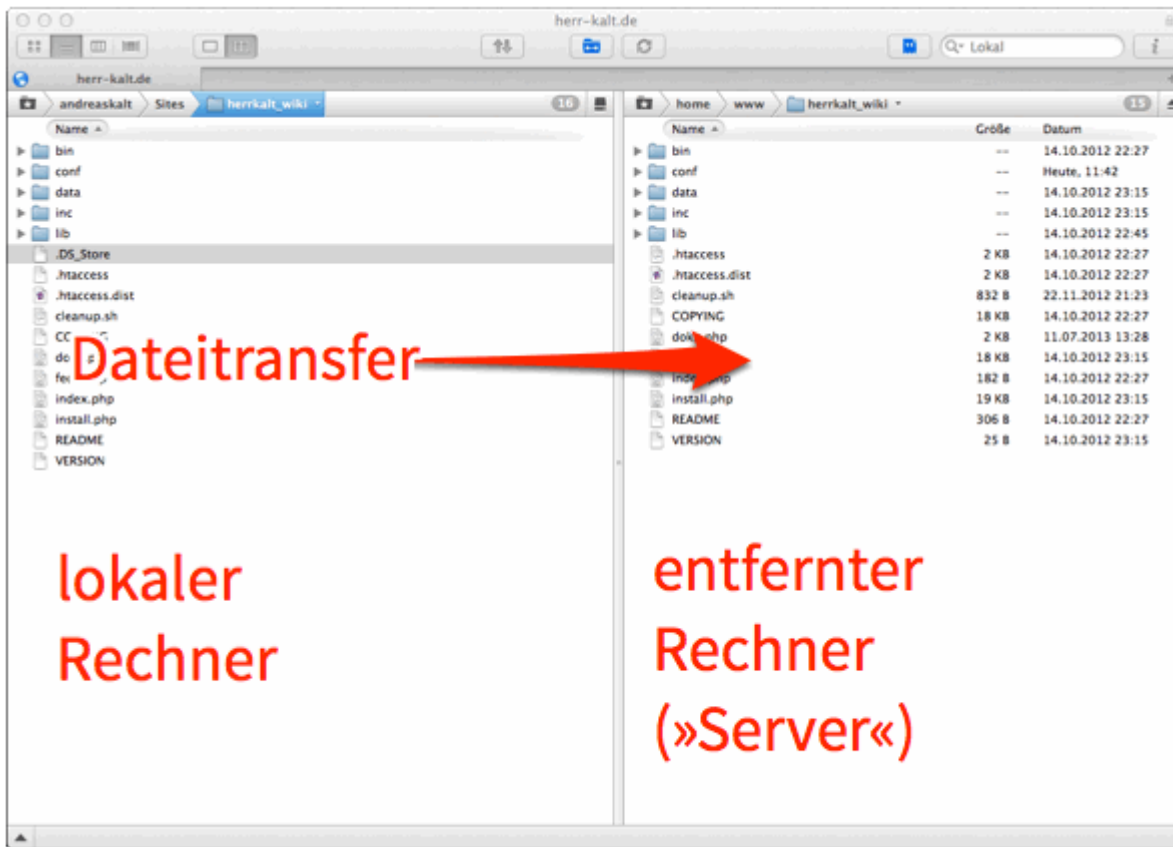 herr-kalt.de
Lokal
herr-kalt.de
andreaskalt Sites herrkalt_wiki 16
Name
bin
conf
data
inc
lib
.DS_Store
.htaccess
.htaccess.dist
cleanup.sh
index.php
install.php
README
VERSION
home www herrkalt_wiki 15
Name Größe Datum
bin -- 14.10.2012 22:27
conf -- Heute, 11:42
data -- 14.10.2012 23:15
inc -- 14.10.2012 23:15
lib -- 14.10.2012 22:45
.htaccess 2 KB 14.10.2012 22:27
.htaccess.dist 2 KB 14.10.2012 22:27
cleanup.sh 832 B 22.11.2012 21:23
COPYING 18 KB 14.10.2012 22:27
2 KB 11.07.2013 13:28
18 KB 14.10.2012 23:15
index.php 182 B 14.10.2012 22:27
install.php 19 KB 14.10.2012 23:15
README 306 B 14.10.2012 22:27
VERSION 25 B 14.10.2012 23:15
Dateitransfer
lokaler
Rechner
entfernter
Rechner
(»Server«)